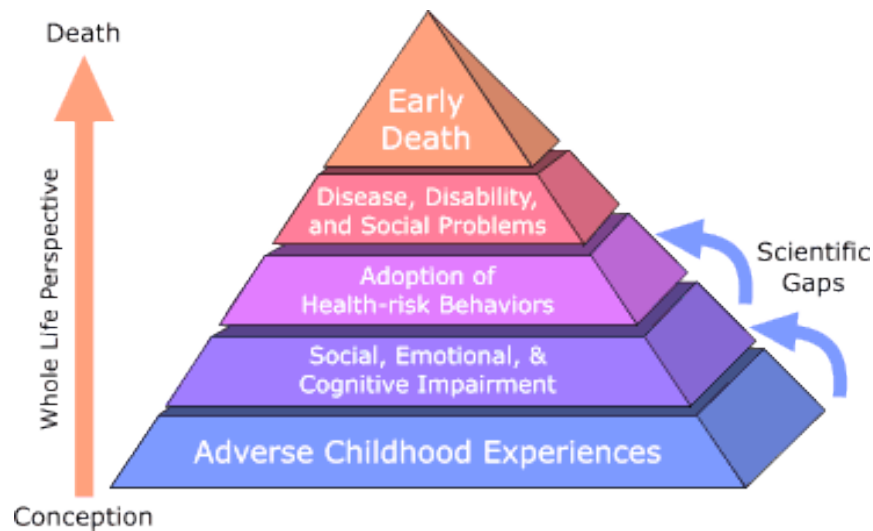 Death
Early
Death
Disease, Disability,
and Social Problems
Adoption of
Health-risk Behaviors
Social, Emotional, &
Cognitive Impairment
Adverse Childhood Experiences
Scientific
Gaps
Whole Life Perspective
Conception